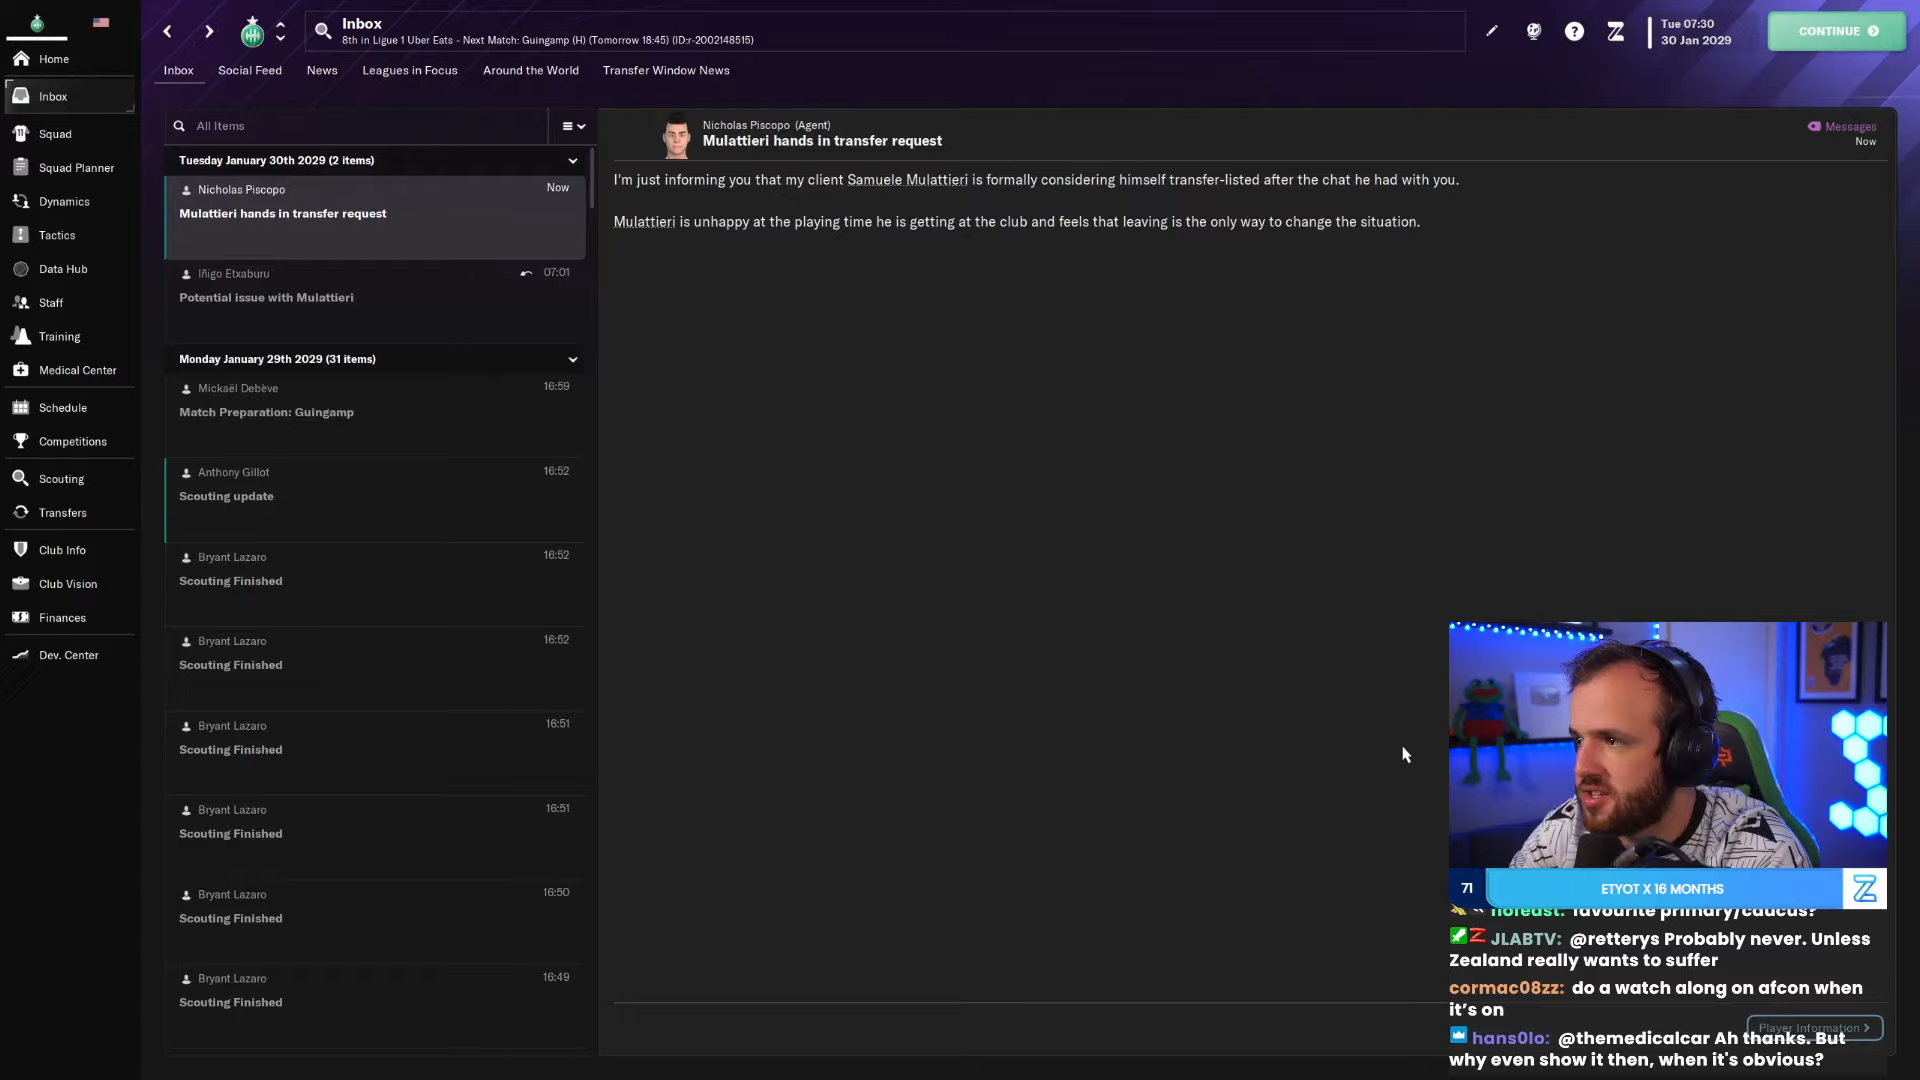 Inbox
8th in Ligue 1 Uber Eats - Next Match: Guingamp (H) (Tomorrow 18:45) (ID:r-2002148515)
Tue 07:30
30 Jan 2029
CONTINUE
Home
Inbox
Squad
Squad Planner
Dynamics
Tactics
Data Hub
Staff
Training
Medical Center
Schedule
Competitions
Scouting
Transfers
Club Info
Club Vision
Finances
Dev. Center
Inbox
Social Feed
News
Leagues in Focus
Around the World
Transfer Window News
All Items
Tuesday January 30th 2029 (2 items)
Nicholas Piscopo
Now
Mulattieri hands in transfer request
Iñigo Etxaburu
07:01
Potential issue with Mulattieri
Monday January 29th 2029 (31 items)
Mickaël Debève
16:59
Match Preparation: Guingamp
Anthony Gillot
16:52
Scouting update
Bryant Lazaro
16:52
Scouting Finished
Bryant Lazaro
16:52
Scouting Finished
Bryant Lazaro
16:51
Scouting Finished
Bryant Lazaro
16:51
Scouting Finished
Bryant Lazaro
16:50
Scouting Finished
Bryant Lazaro
16:49
Scouting Finished
Nicholas Piscopo (Agent)
Mulattieri hands in transfer request
Messages
Now
I'm just informing you that my client Samuele Mulattieri is formally considering himself transfer-listed after the chat he had with you.
Mulattieri is unhappy at the playing time he is getting at the club and feels that leaving is the only way to change the situation.
71
ETYOT X 16 MONTHS
nofeast: favourite primary/caucus?
JLABTV: @retterys Probably never. Unless
Zealand really wants to suffer
cormac08zz: do a watch along on afcon when
it's on
Player Information
hans0lo: @themedicalcar Ah thanks. But
why even show it then, when it's obvious?